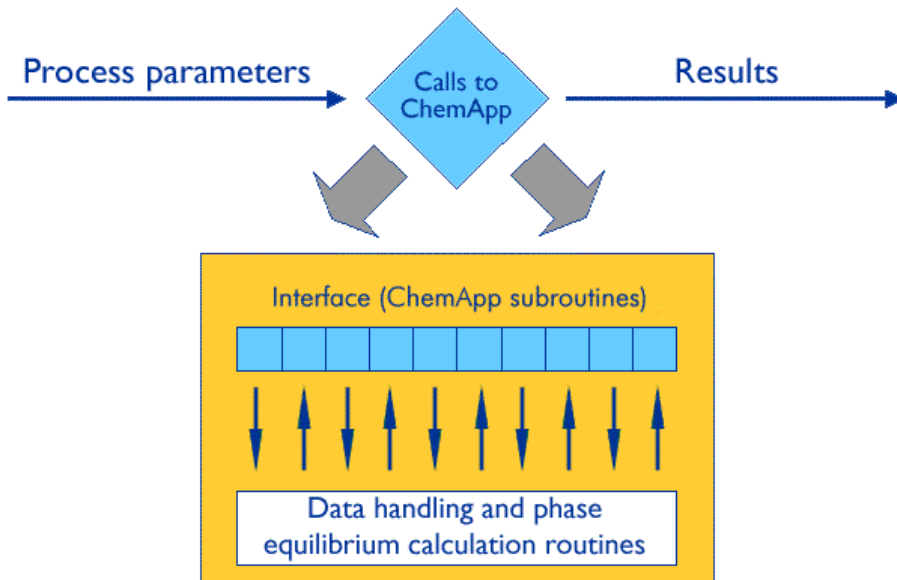 Process parameters
Calls to
ChemApp
Results
Interface (ChemApp subroutines)
Data handling and phase
equilibrium calculation routines